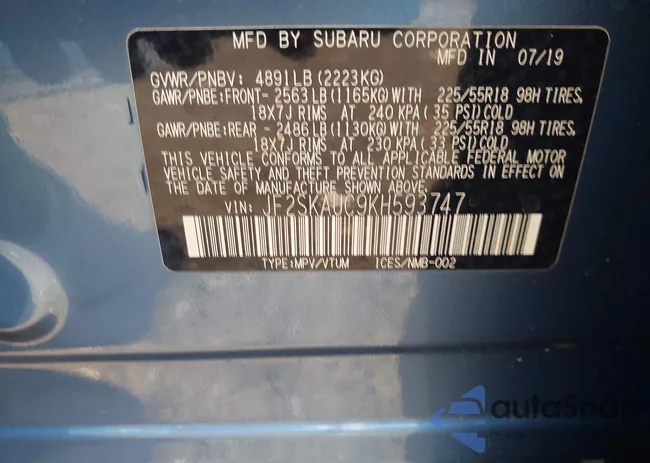 MFD BY SUBARU CORPORATION
MFD IN 07/19
GVWR/PNBV: 4891LB (2223KG)
GAWR/PNBE:FRONT- 2563LB (1165KG) WITH 225/55R18 98H TIRES,
18X7J RIMS AT 240 KPA (35 PSI) COLD
GAWR/PNBE:REAR - 2486LB (1130KG) WITH 225/55R18 98H TIRES,
18X7J RIMS AT 230 KPA (33 PSI) COLD
THIS VEHICLE CONFORMS TO ALL APPLICABLE FEDERAL MOTOR
VEHICLE SAFETY AND THEFT PREVENTION STANDARDS IN EFFECT ON
THE DATE OF MANUFACTURE SHOWN ABOVE.
VIN: JF2SKAUC9KH593747
TYPE:MPV/VTUM ICES/NMB-002
autoSnap